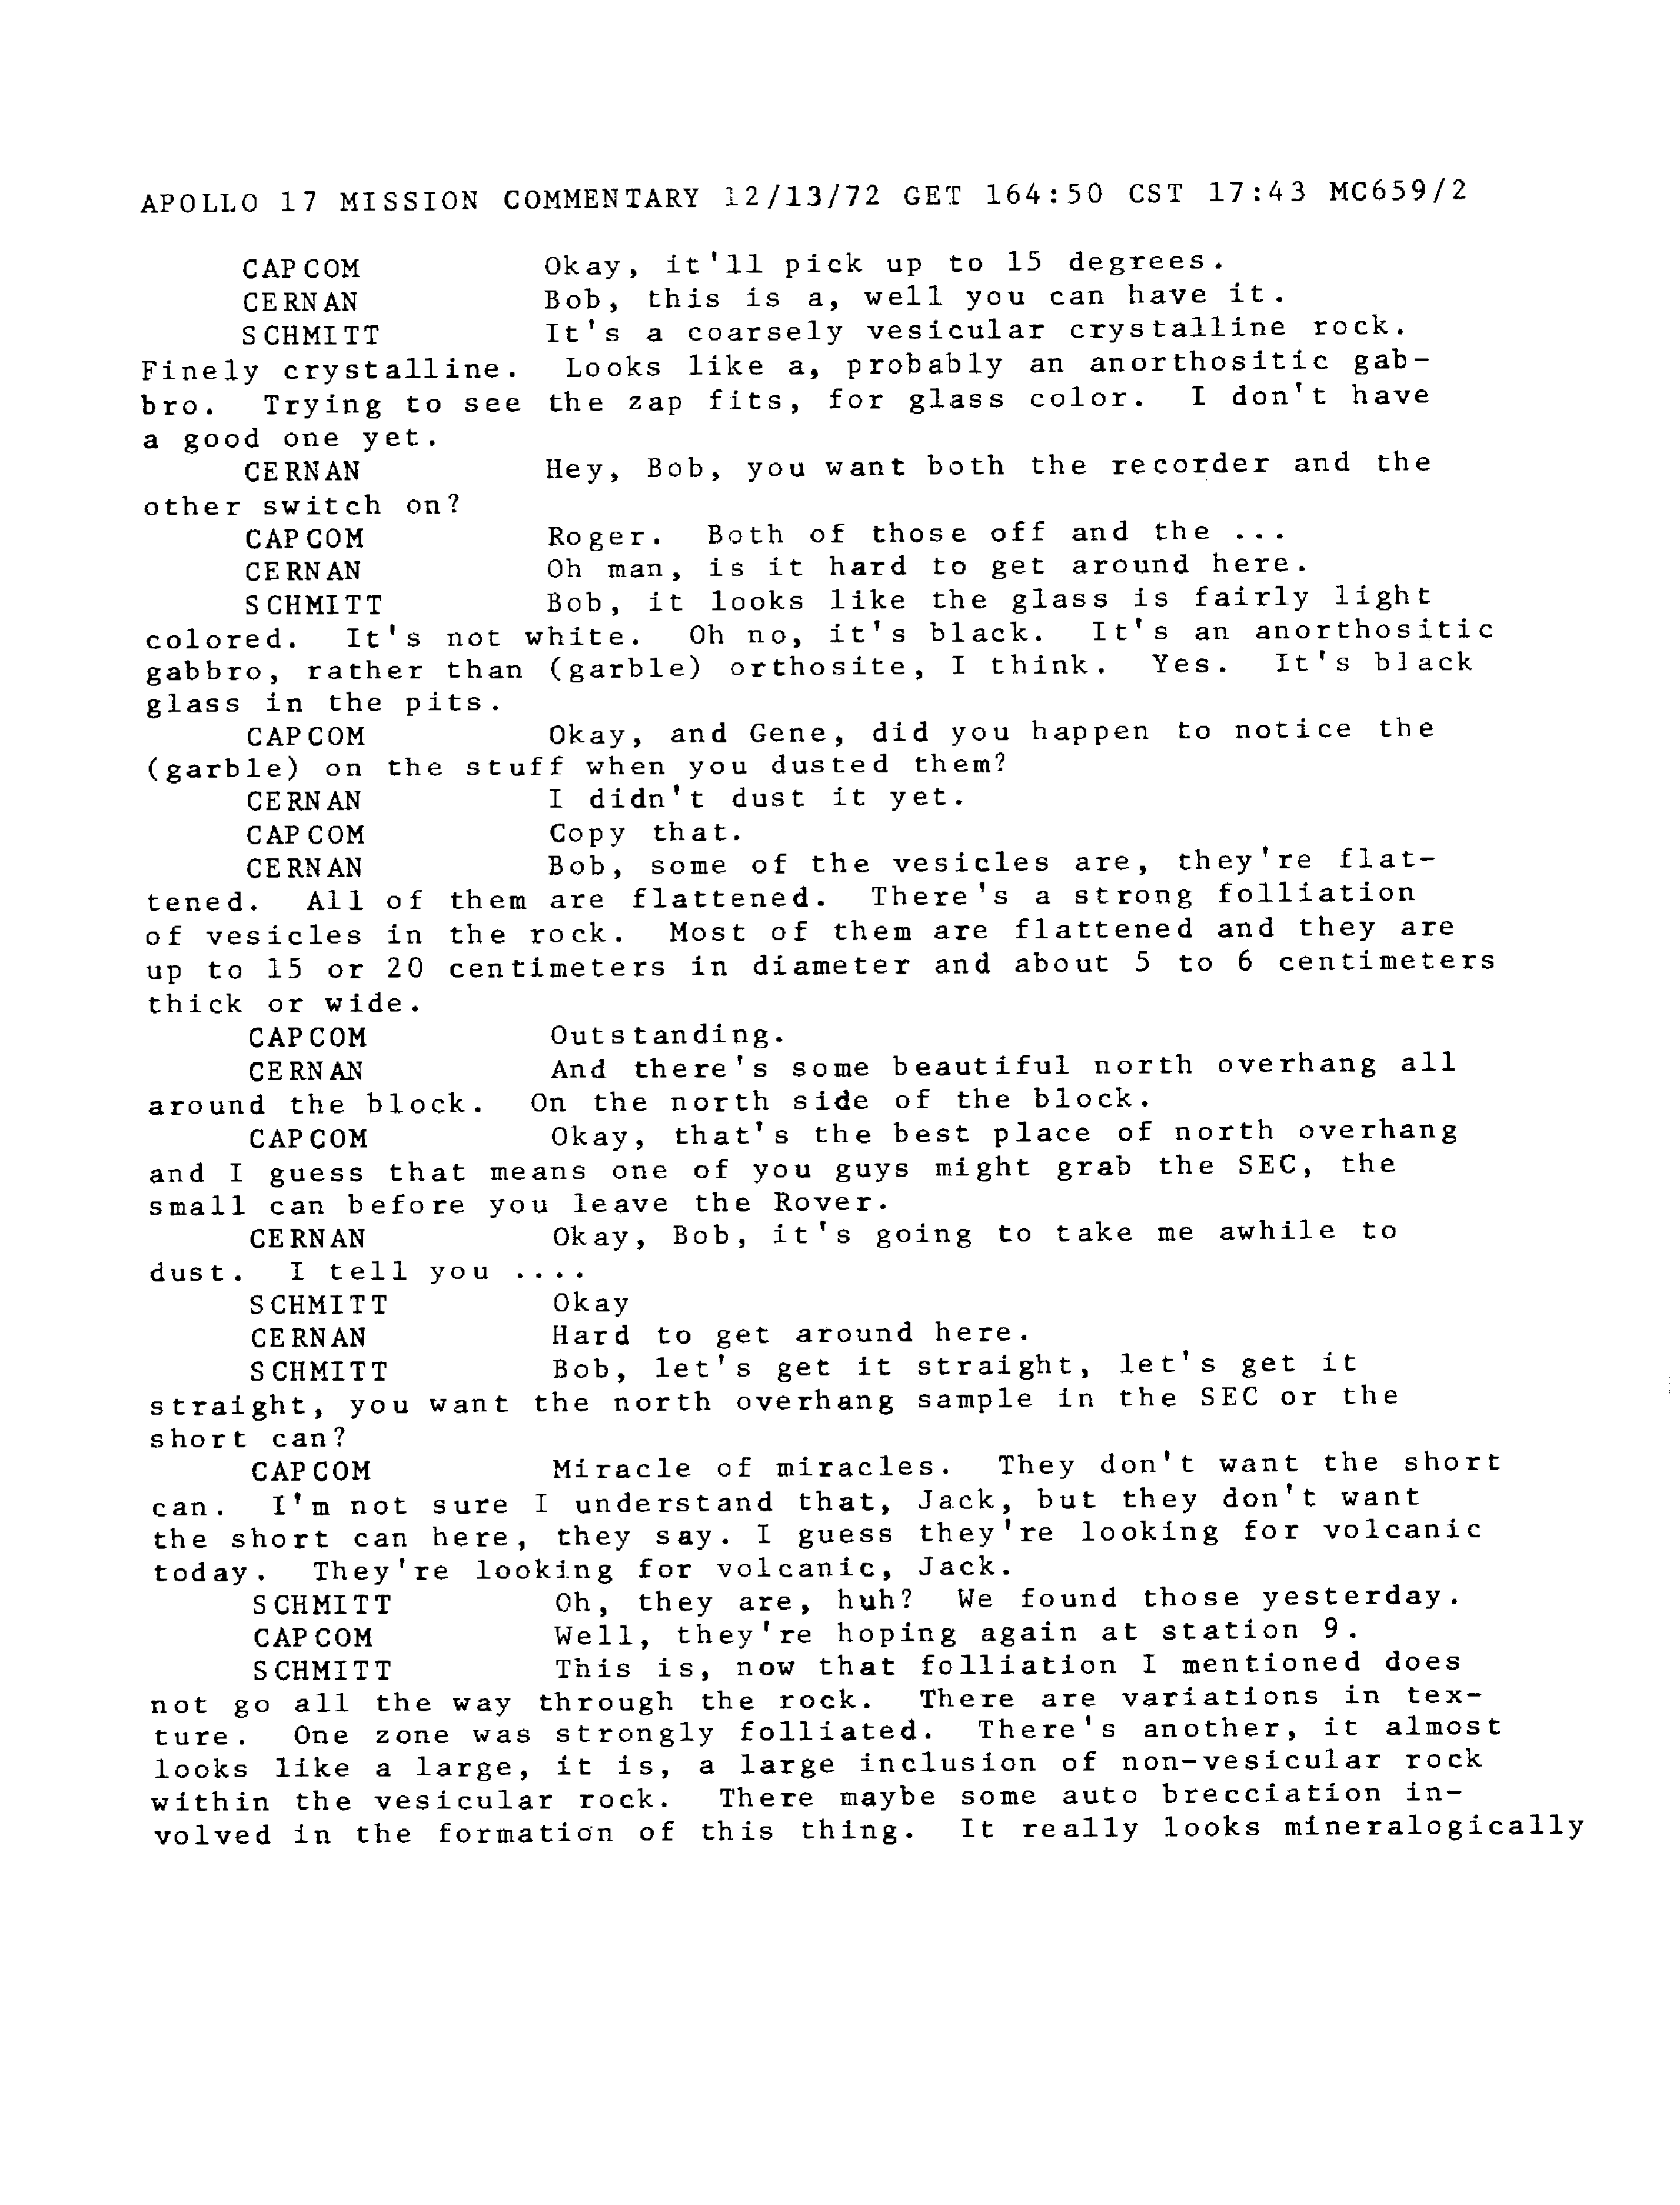 APOLLO 17 MISSION COMMENTARY 12/13/72 GET 164:50 CST 17:43 MC659/2
CAPCOM Okay, it'll pick up to 15 degrees.
CERNAN Bob, this is a, well you can have it.
SCHMITT It's a coarsely vesicular crystalline rock.
Finely crystalline. Looks like a, probably an anorthositic gab-
bro. Trying to see the zap fits, for glass color. I don't have
a good one yet.
CERNAN Hey, Bob, you want both the recorder and the
other switch on?
CAPCOM Roger. Both of those off and the ...
CERNAN Oh man, is it hard to get around here.
SCHMITT Bob, it looks like the glass is fairly light
colored. It's not white. Oh no, it's black. It's an anorthositic
gabbro, rather than (garble) orthosite, I think. Yes. It's black
glass in the pits.
CAPCOM Okay, and Gene, did you happen to notice the
(garble) on the stuff when you dusted them?
CERNAN I didn't dust it yet.
CAPCOM Copy that.
CERNAN Bob, some of the vesicles are, they're flat-
tened. All of them are flattened. There's a strong folliation
of vesicles in the rock. Most of them are flattened and they are
up to 15 or 20 centimeters in diameter and about 5 to 6 centimeters
thick or wide.
CAPCOM Outstanding.
CERNAN And there's some beautiful north overhang all
around the block. On the north side of the block.
CAPCOM Okay, that's the best place of north overhang
and I guess that means one of you guys might grab the SEC, the
small can before you leave the Rover.
CERNAN Okay, Bob, it's going to take me awhile to
dust. I tell you ....
SCHMITT Okay
CERNAN Hard to get around here.
SCHMITT Bob, let's get it straight, let's get it
straight, you want the north overhang sample in the SEC or the
short can?
CAPCOM Miracle of miracles. They don't want the short
can. I'm not sure I understand that, Jack, but they don't want
the short can here, they say. I guess they're looking for volcanic
today. They're looking for volcanic, Jack.
SCHMITT Oh, they are, huh? We found those yesterday.
CAPCOM Well, they're hoping again at station 9.
SCHMITT This is, now that folliation I mentioned does
not go all the way through the rock. There are variations in tex-
ture. One zone was strongly folliated. There's another, it almost
looks like a large, it is, a large inclusion of non-vesicular rock
within the vesicular rock. There maybe some auto brecciation in-
volved in the formation of this thing. It really looks mineralogically